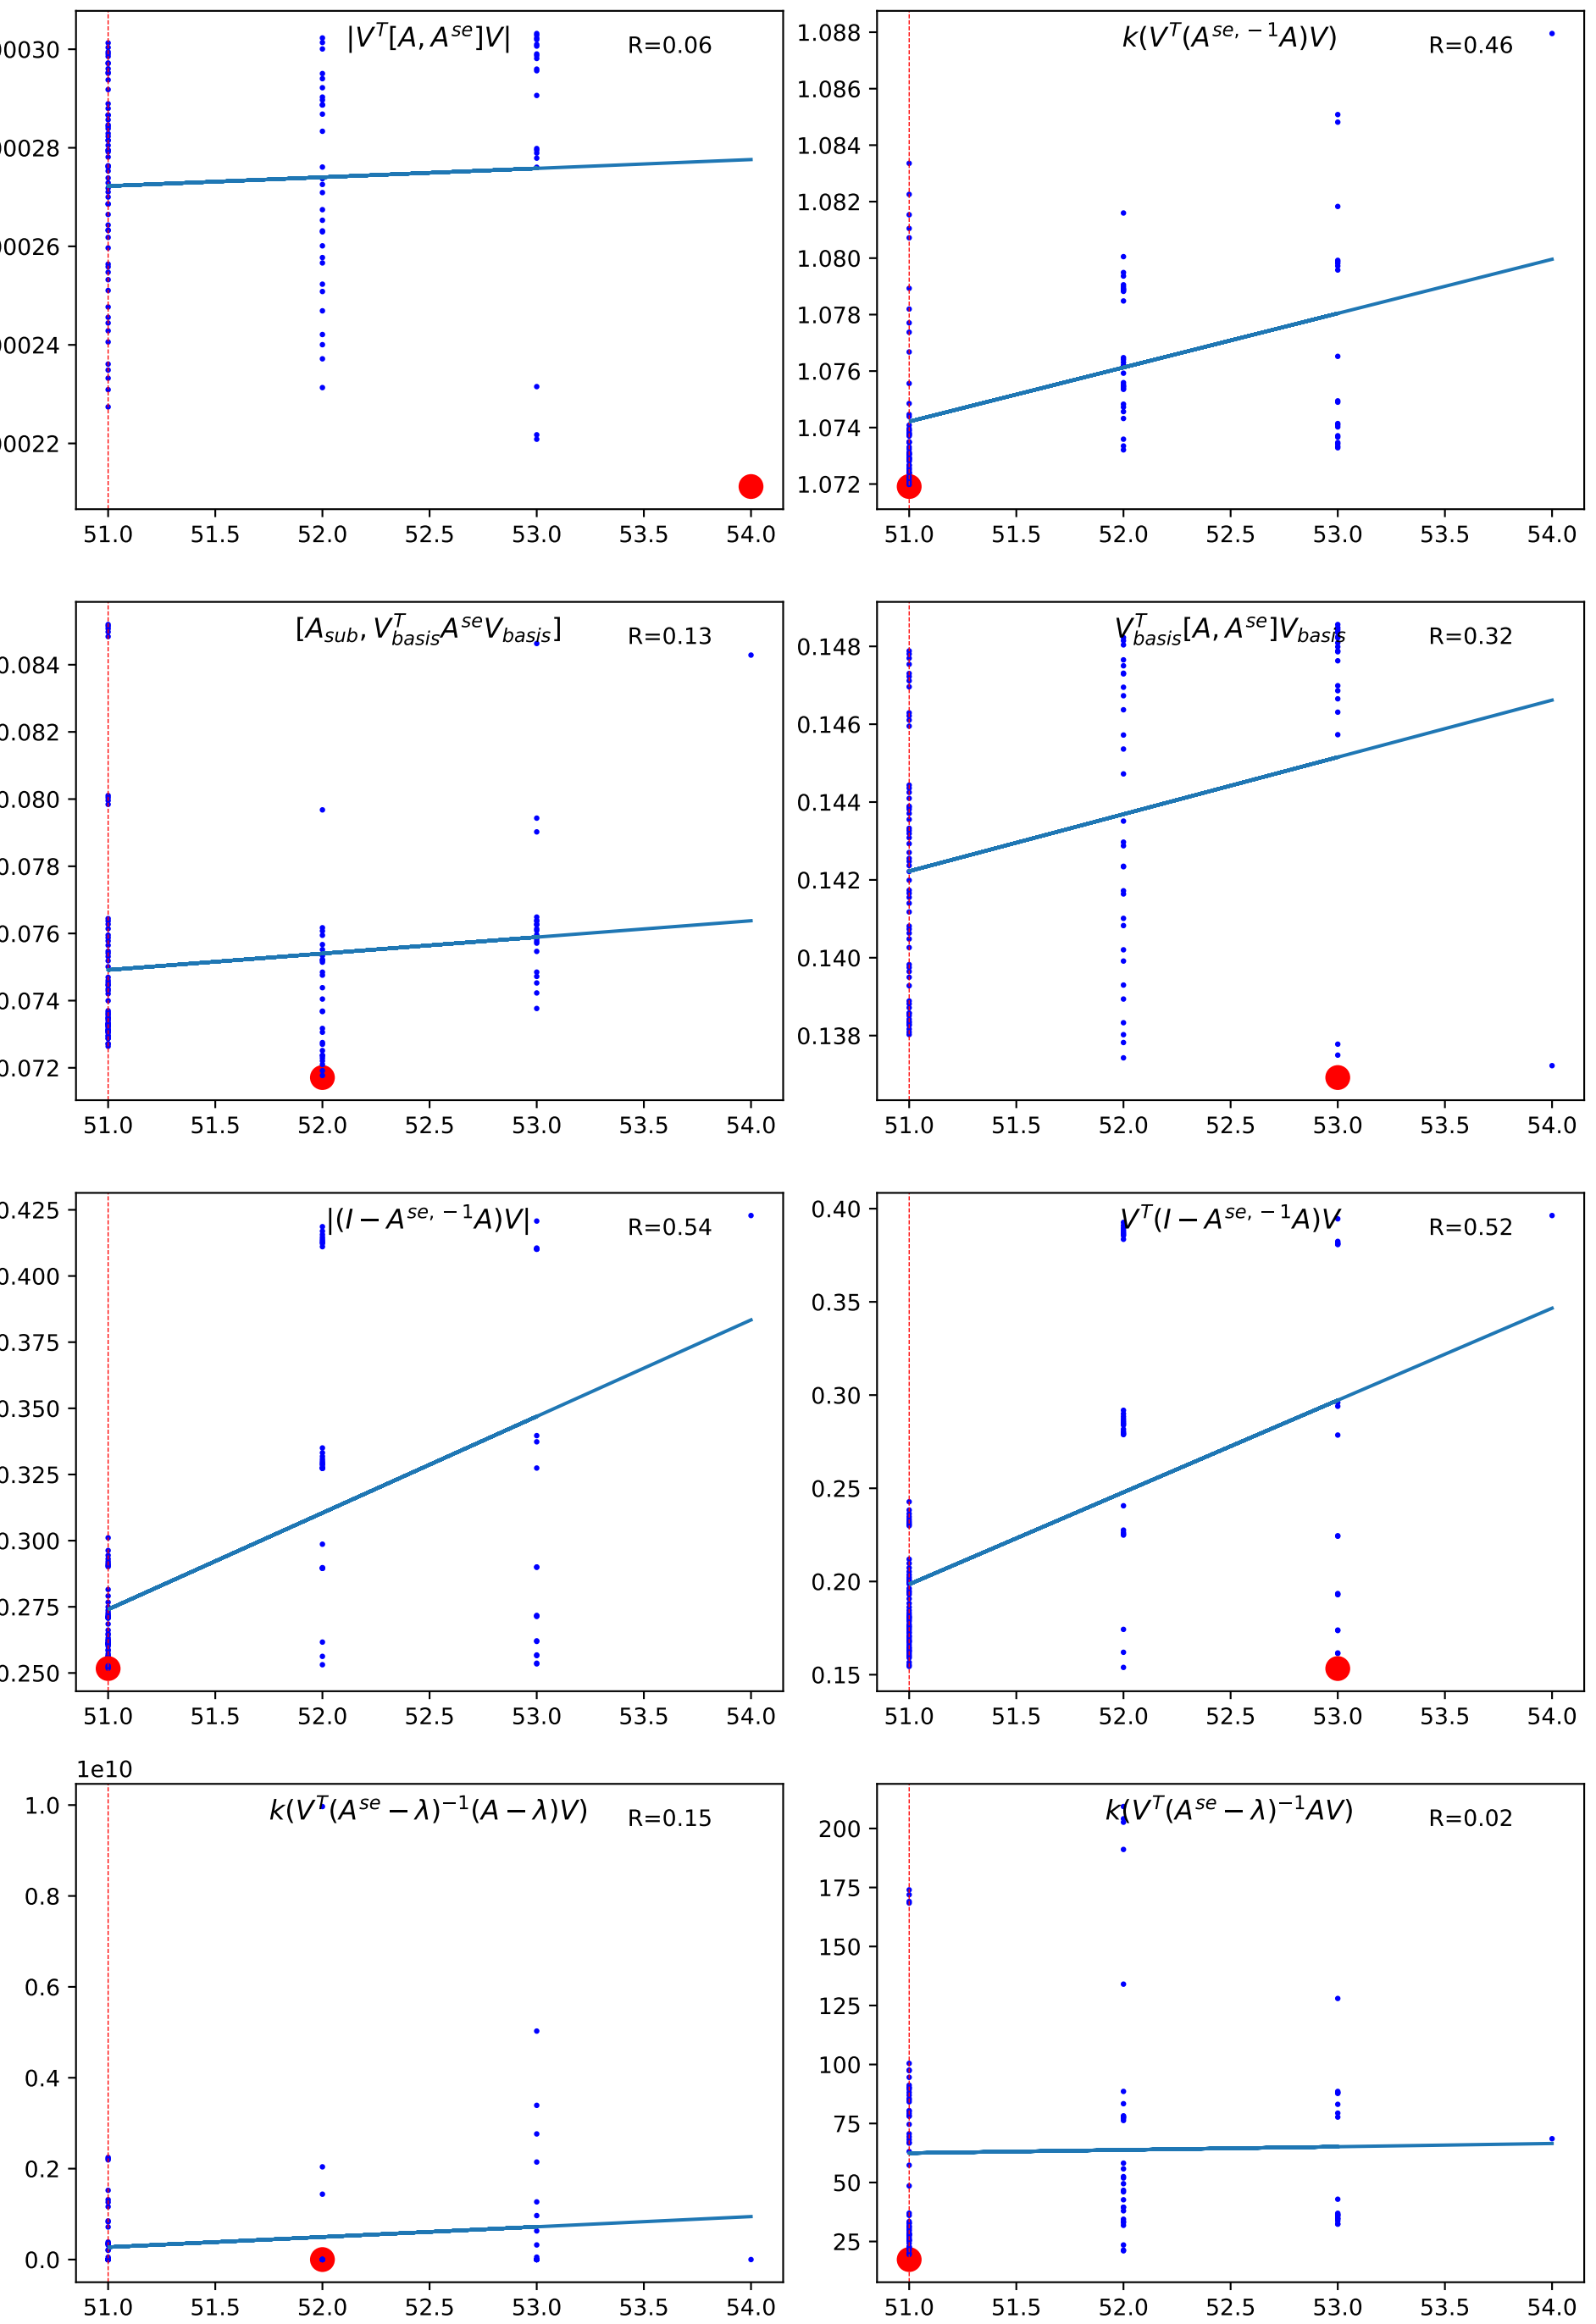 |V^T[A, A^{se}]V|
R=0.06
00030
00028
00026
00024
00022
51.0 51.5 52.0 52.5 53.0 53.5 54.0
k(V^T(A^{se,-1}A)V)
R=0.46
1.088
1.086
1.084
1.082
1.080
1.078
1.076
1.074
1.072
51.0 51.5 52.0 52.5 53.0 53.5 54.0
[A_{sub}, V^T_{basis}A^{se}V_{basis}]
R=0.13
0.084
0.082
0.080
0.078
0.076
0.074
0.072
51.0 51.5 52.0 52.5 53.0 53.5 54.0
V^T_{basis}[A, A^{se}]V_{basis}
R=0.32
0.148
0.146
0.144
0.142
0.140
0.138
51.0 51.5 52.0 52.5 53.0 53.5 54.0
|(I − A^{se,-1}A)V|
R=0.54
0.425
0.400
0.375
0.350
0.325
0.300
0.275
0.250
51.0 51.5 52.0 52.5 53.0 53.5 54.0
V^T(I − A^{se,-1}A)V
R=0.52
0.40
0.35
0.30
0.25
0.20
0.15
51.0 51.5 52.0 52.5 53.0 53.5 54.0
1e10
k(V^T(A^{se} − λ)^{-1}(A − λ)V)
R=0.15
1.0
0.8
0.6
0.4
0.2
0.0
51.0 51.5 52.0 52.5 53.0 53.5 54.0
k(V^T(A^{se} − λ)^{-1}AV)
R=0.02
200
175
150
125
100
75
50
25
51.0 51.5 52.0 52.5 53.0 53.5 54.0